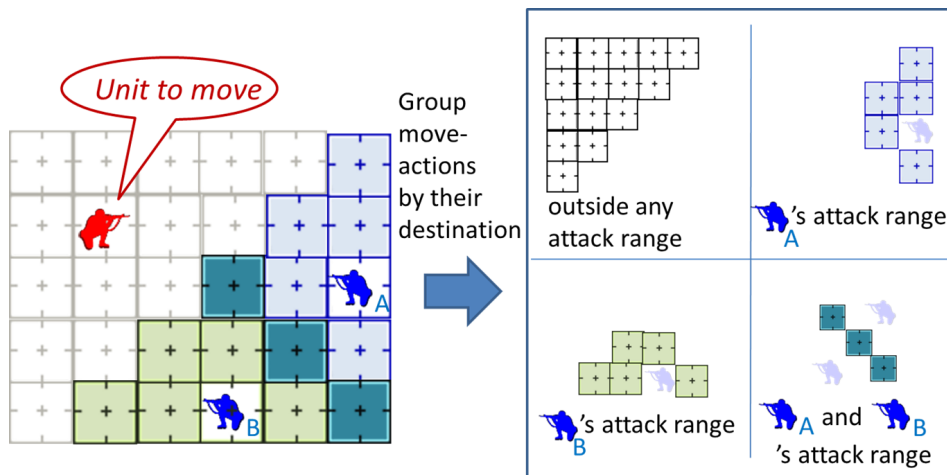 Unit to move
Group
move-
actions
by their
destination
A
B
outside any
attack range
's attack range
A
's attack range
B
A and B
's attack range